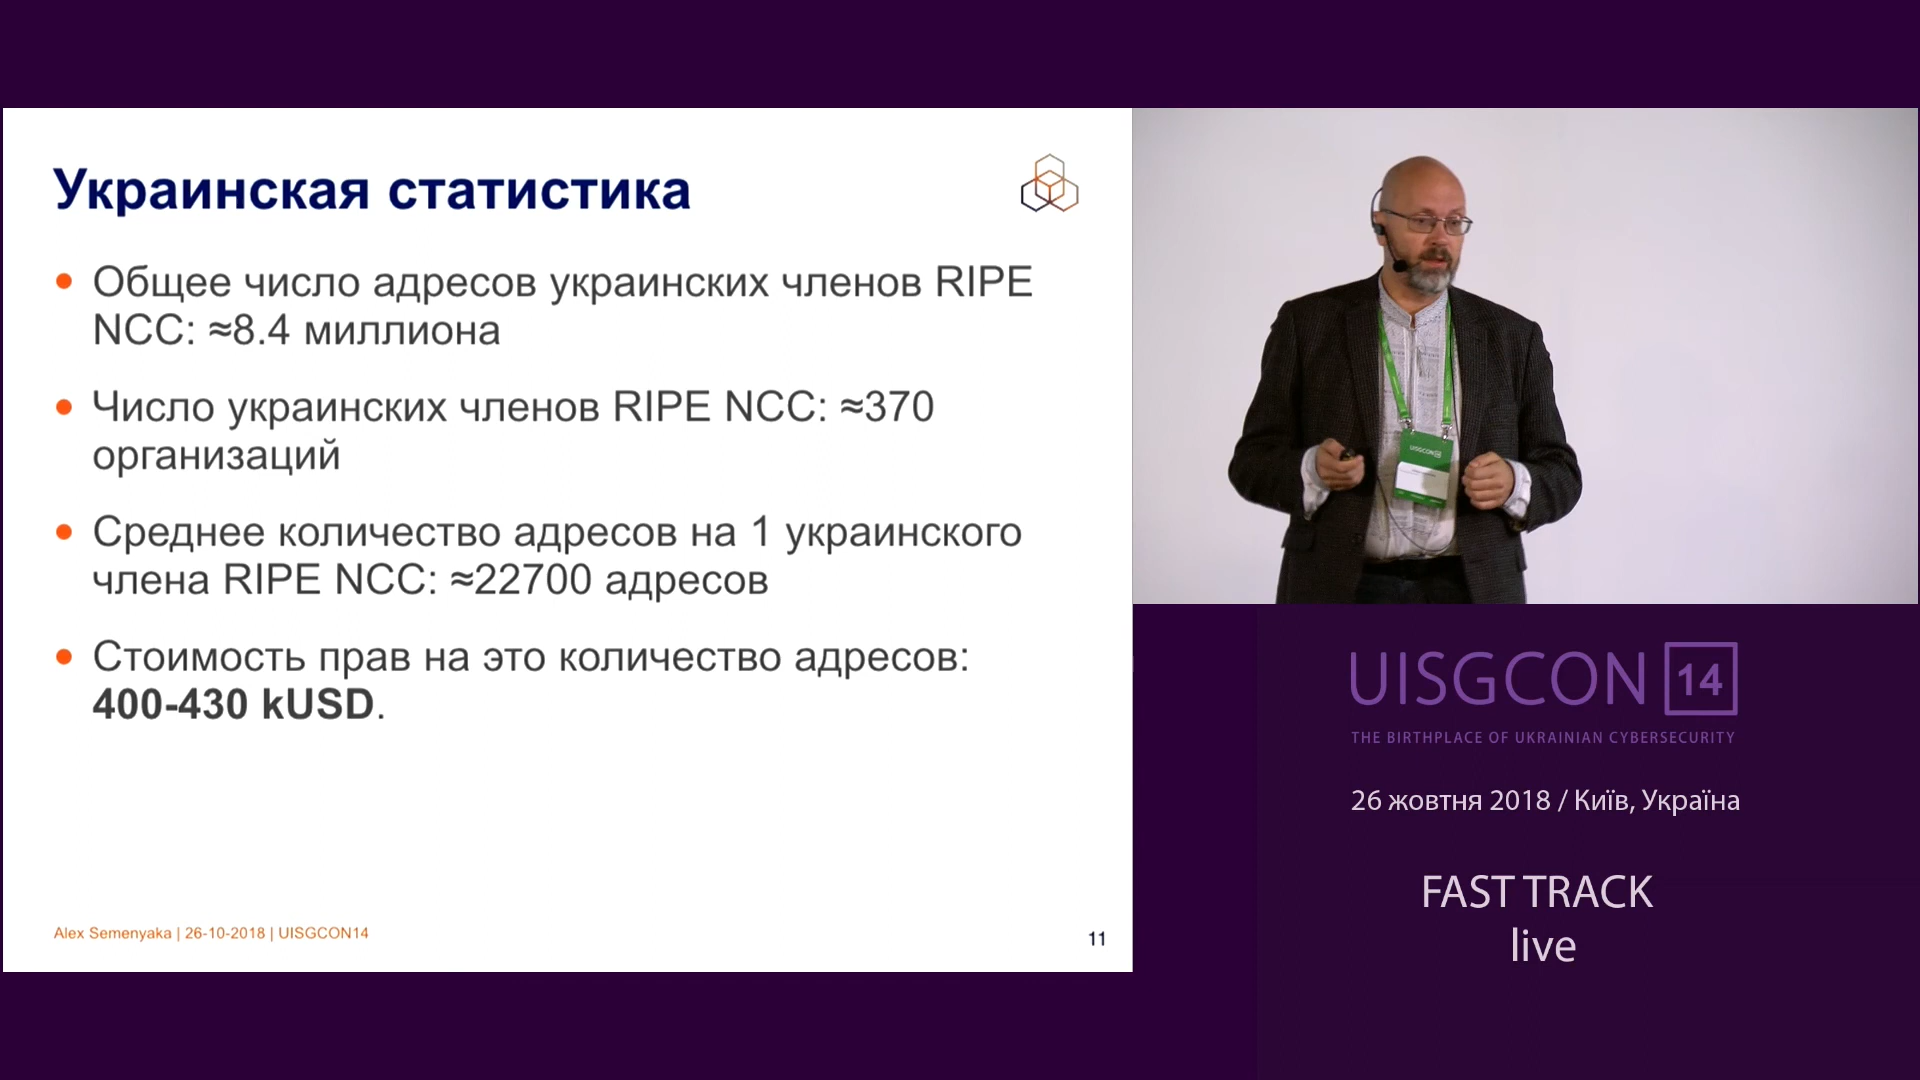 Украинская статистика
• Общее число адресов украинских членов RIPE
NCC: ≈8.4 миллиона
• Число украинских членов RIPE NCC: ≈370
организаций
• Среднее количество адресов на 1 украинского
члена RIPE NCC: ≈22700 адресов
• Стоимость прав на это количество адресов:
400-430 kUSD.
Alex Semenyaka | 26-10-2018 | UISGCON14
11
UISGCON14
UISGCON 14
THE BIRTHPLACE OF UKRAINIAN CYBERSECURITY
26 жовтня 2018 / Київ, Україна
FAST TRACK
live